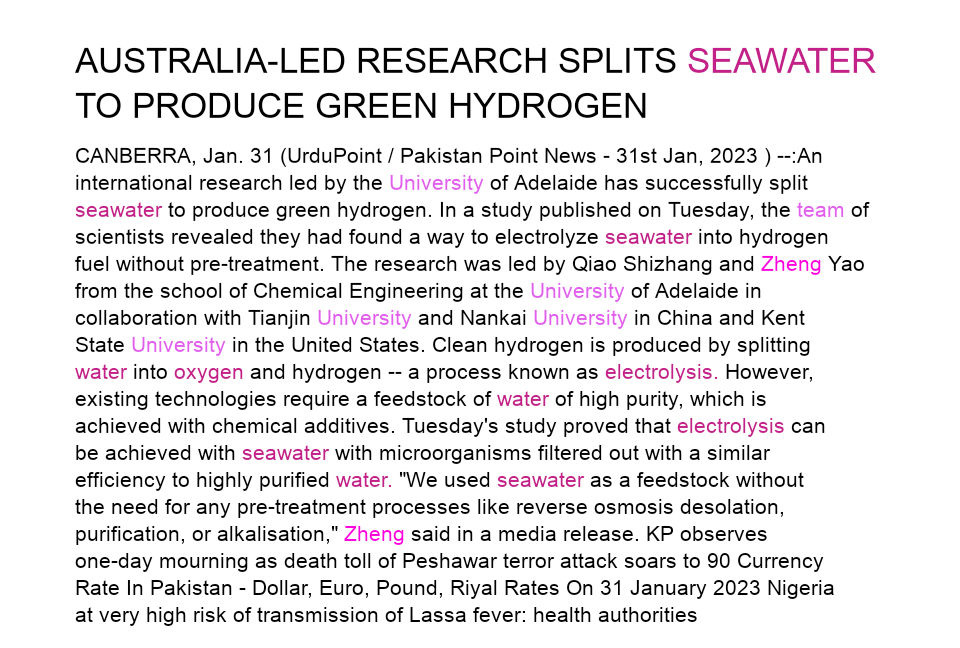 AUSTRALIA-LED RESEARCH SPLITS SEAWATER
TO PRODUCE GREEN HYDROGEN
CANBERRA, Jan. 31 (UrduPoint / Pakistan Point News - 31st Jan, 2023 ) --:An
international research led by the University of Adelaide has successfully split
seawater to produce green hydrogen. In a study published on Tuesday, the team of
scientists revealed they had found a way to electrolyze seawater into hydrogen
fuel without pre-treatment. The research was led by Qiao Shizhang and Zheng Yao
from the school of Chemical Engineering at the University of Adelaide in
collaboration with Tianjin University and Nankai University in China and Kent
State University in the United States. Clean hydrogen is produced by splitting
water into oxygen and hydrogen -- a process known as electrolysis. However,
existing technologies require a feedstock of water of high purity, which is
achieved with chemical additives. Tuesday's study proved that electrolysis can
be achieved with seawater with microorganisms filtered out with a similar
efficiency to highly purified water. "We used seawater as a feedstock without
the need for any pre-treatment processes like reverse osmosis desolation,
purification, or alkalisation," Zheng said in a media release. KP observes
one-day mourning as death toll of Peshawar terror attack soars to 90 Currency
Rate In Pakistan - Dollar, Euro, Pound, Riyal Rates On 31 January 2023 Nigeria
at very high risk of transmission of Lassa fever: health authorities